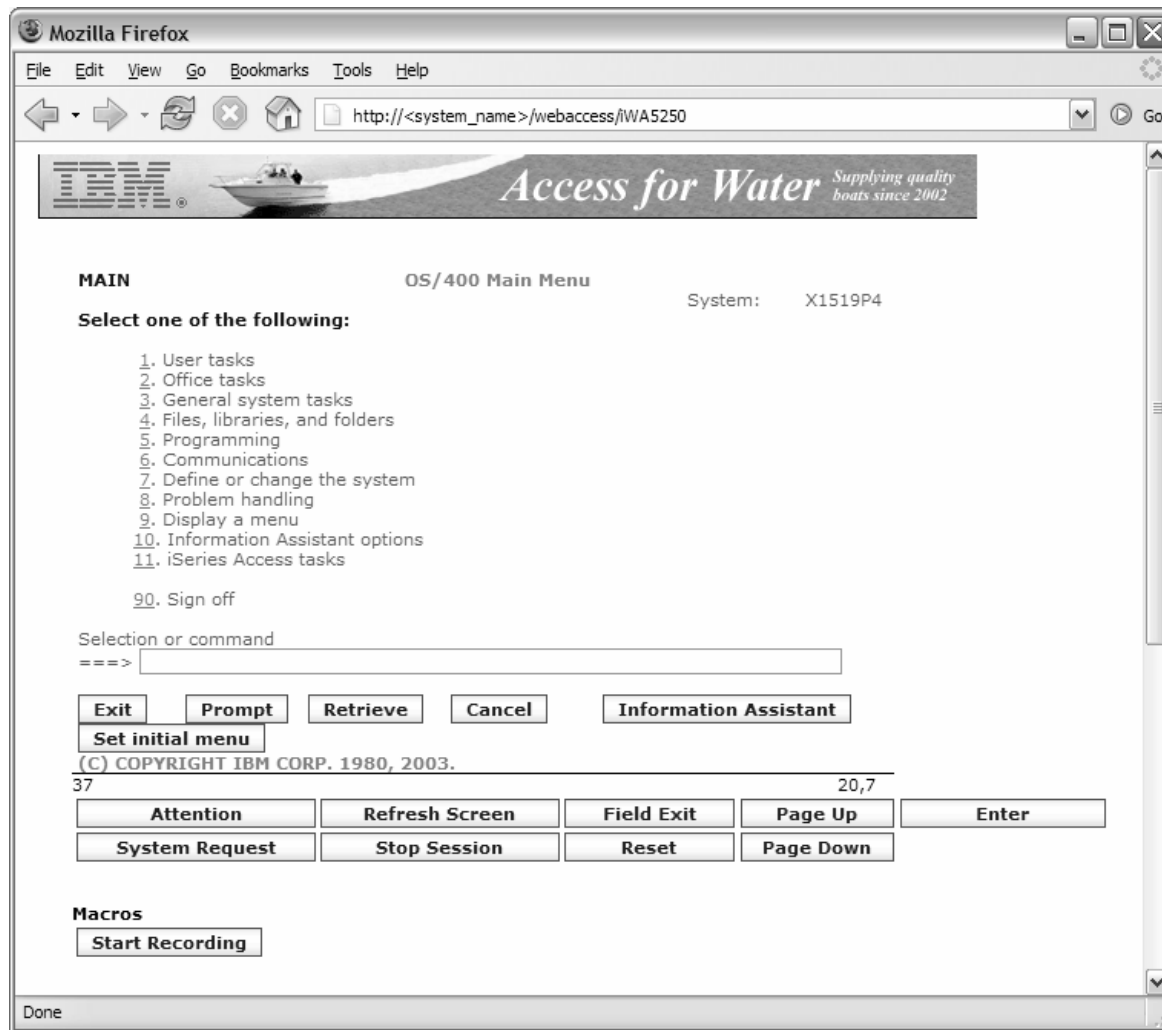 Mozilla Firefox
File Edit View Go Bookmarks Tools Help
http://<system_name>/webaccess/iWA5250 Go
IBM® Access for Water Supplying quality
boats since 2002
MAIN OS/400 Main Menu
System: X1519P4
Select one of the following:
1. User tasks
2. Office tasks
3. General system tasks
4. Files, libraries, and folders
5. Programming
6. Communications
7. Define or change the system
8. Problem handling
9. Display a menu
10. Information Assistant options
11. iSeries Access tasks
90. Sign off
Selection or command
===>
Exit Prompt Retrieve Cancel Information Assistant
Set initial menu
(C) COPYRIGHT IBM CORP. 1980, 2003.
37 20,7
Attention Refresh Screen Field Exit Page Up Enter
System Request Stop Session Reset Page Down
Macros
Start Recording
Done